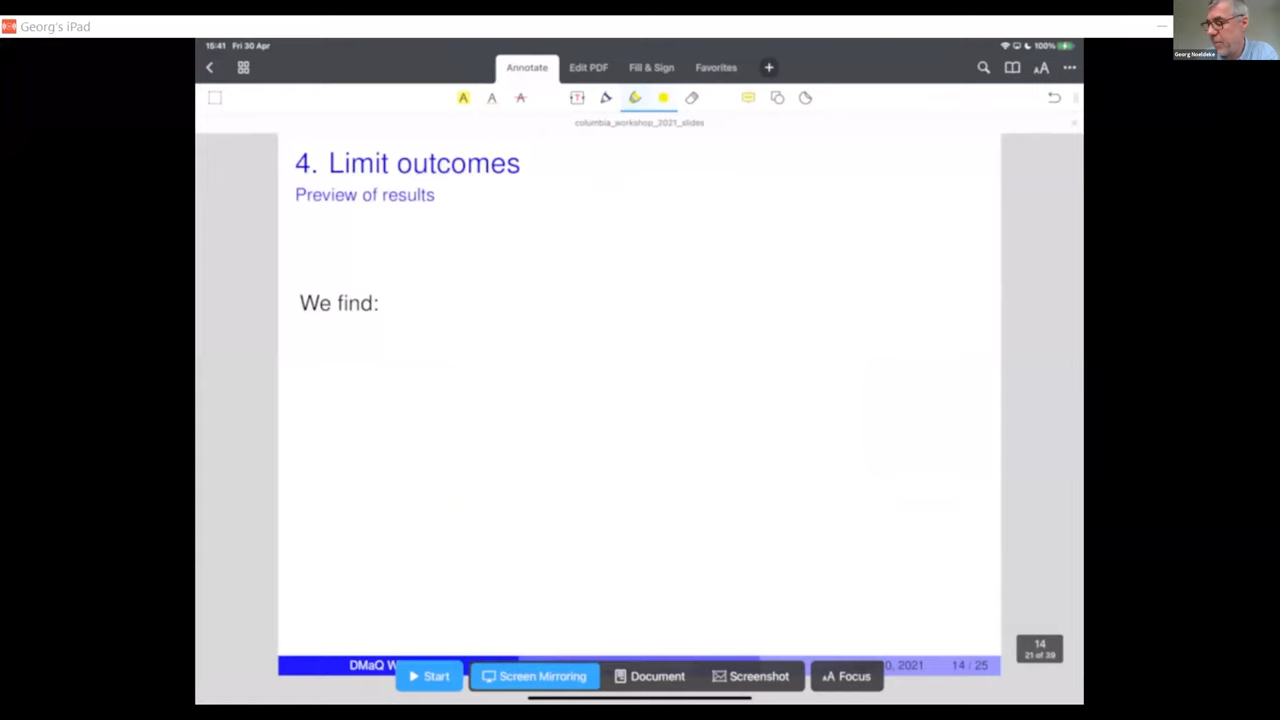 Georg's iPad
Georg Noeldeke
15:41 Fri 30 Apr
100%
Annotate Edit PDF Fill & Sign Favorites +
columbia_workshop_2021_slides
4. Limit outcomes
Preview of results
We find:
14
21 of 39
DMaQ 0, 2021 14 / 25
Start Screen Mirroring Document Screenshot Focus